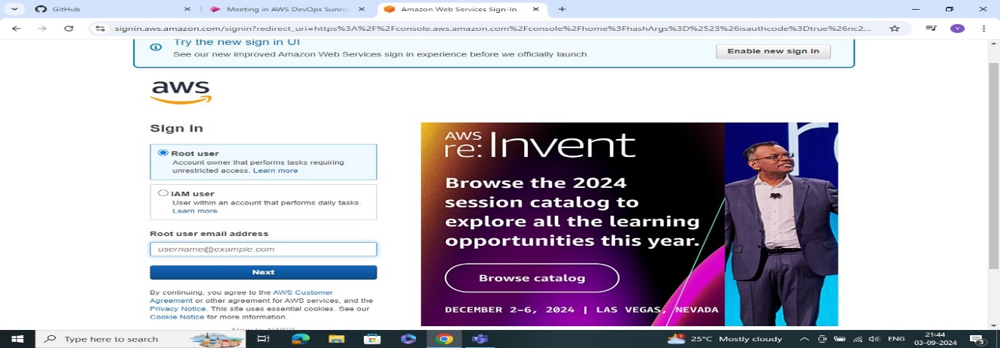 GitHub
Meeting in AWS DevOps Sunris
Amazon Web Services Sign-In
signin.aws.amazon.com/signin?redirect_uri=https%3A%2F%2Fconsole.aws.amazon.com%2Fconsole%2Fhome%3FhashArgs%3D%2523%26isauthcode%3Dtrue%26nc2...
V
Try the new sign in UI
See our new improved Amazon Web Services sign in experience before we officially launch.
Enable new sign in
aws
Sign in
Root user
Account owner that performs tasks requiring
unrestricted access. Learn more
IAM user
User within an account that performs daily tasks.
Learn more
Root user email address
username@example.com
Next
By continuing, you agree to the AWS Customer
Agreement or other agreement for AWS services, and the
Privacy Notice. This site uses essential cookies. See our
Cookie Notice for more information.
New to AWS?
AWS
re:Invent
Browse the 2024
session catalog to
explore all the learning
opportunities this year.
Browse catalog
DECEMBER 2–6, 2024 | LAS VEGAS, NEVADA
Type here to search
25°C Mostly cloudy
ENG
21:44
03-09-2024
3